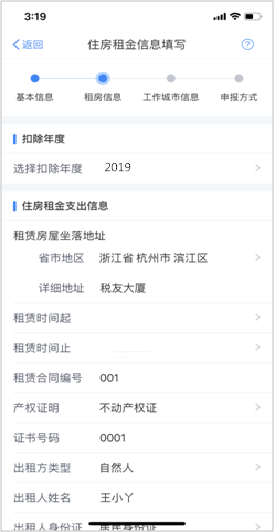 3:19
返回 住房租金信息填写 ?
基本信息 租房信息 工作城市信息 申报方式
扣除年度
选择扣除年度 2019
住房租金支出信息
租赁房屋坐落地址
省市地区 浙江省 杭州市 滨江区
详细地址 税友大厦
租赁时间起
租赁时间止
租赁合同编号 001
产权证明 不动产权证
证书号码 0001
出租方类型 自然人
出租人姓名 王小丫
出租人身份证 居民身份证